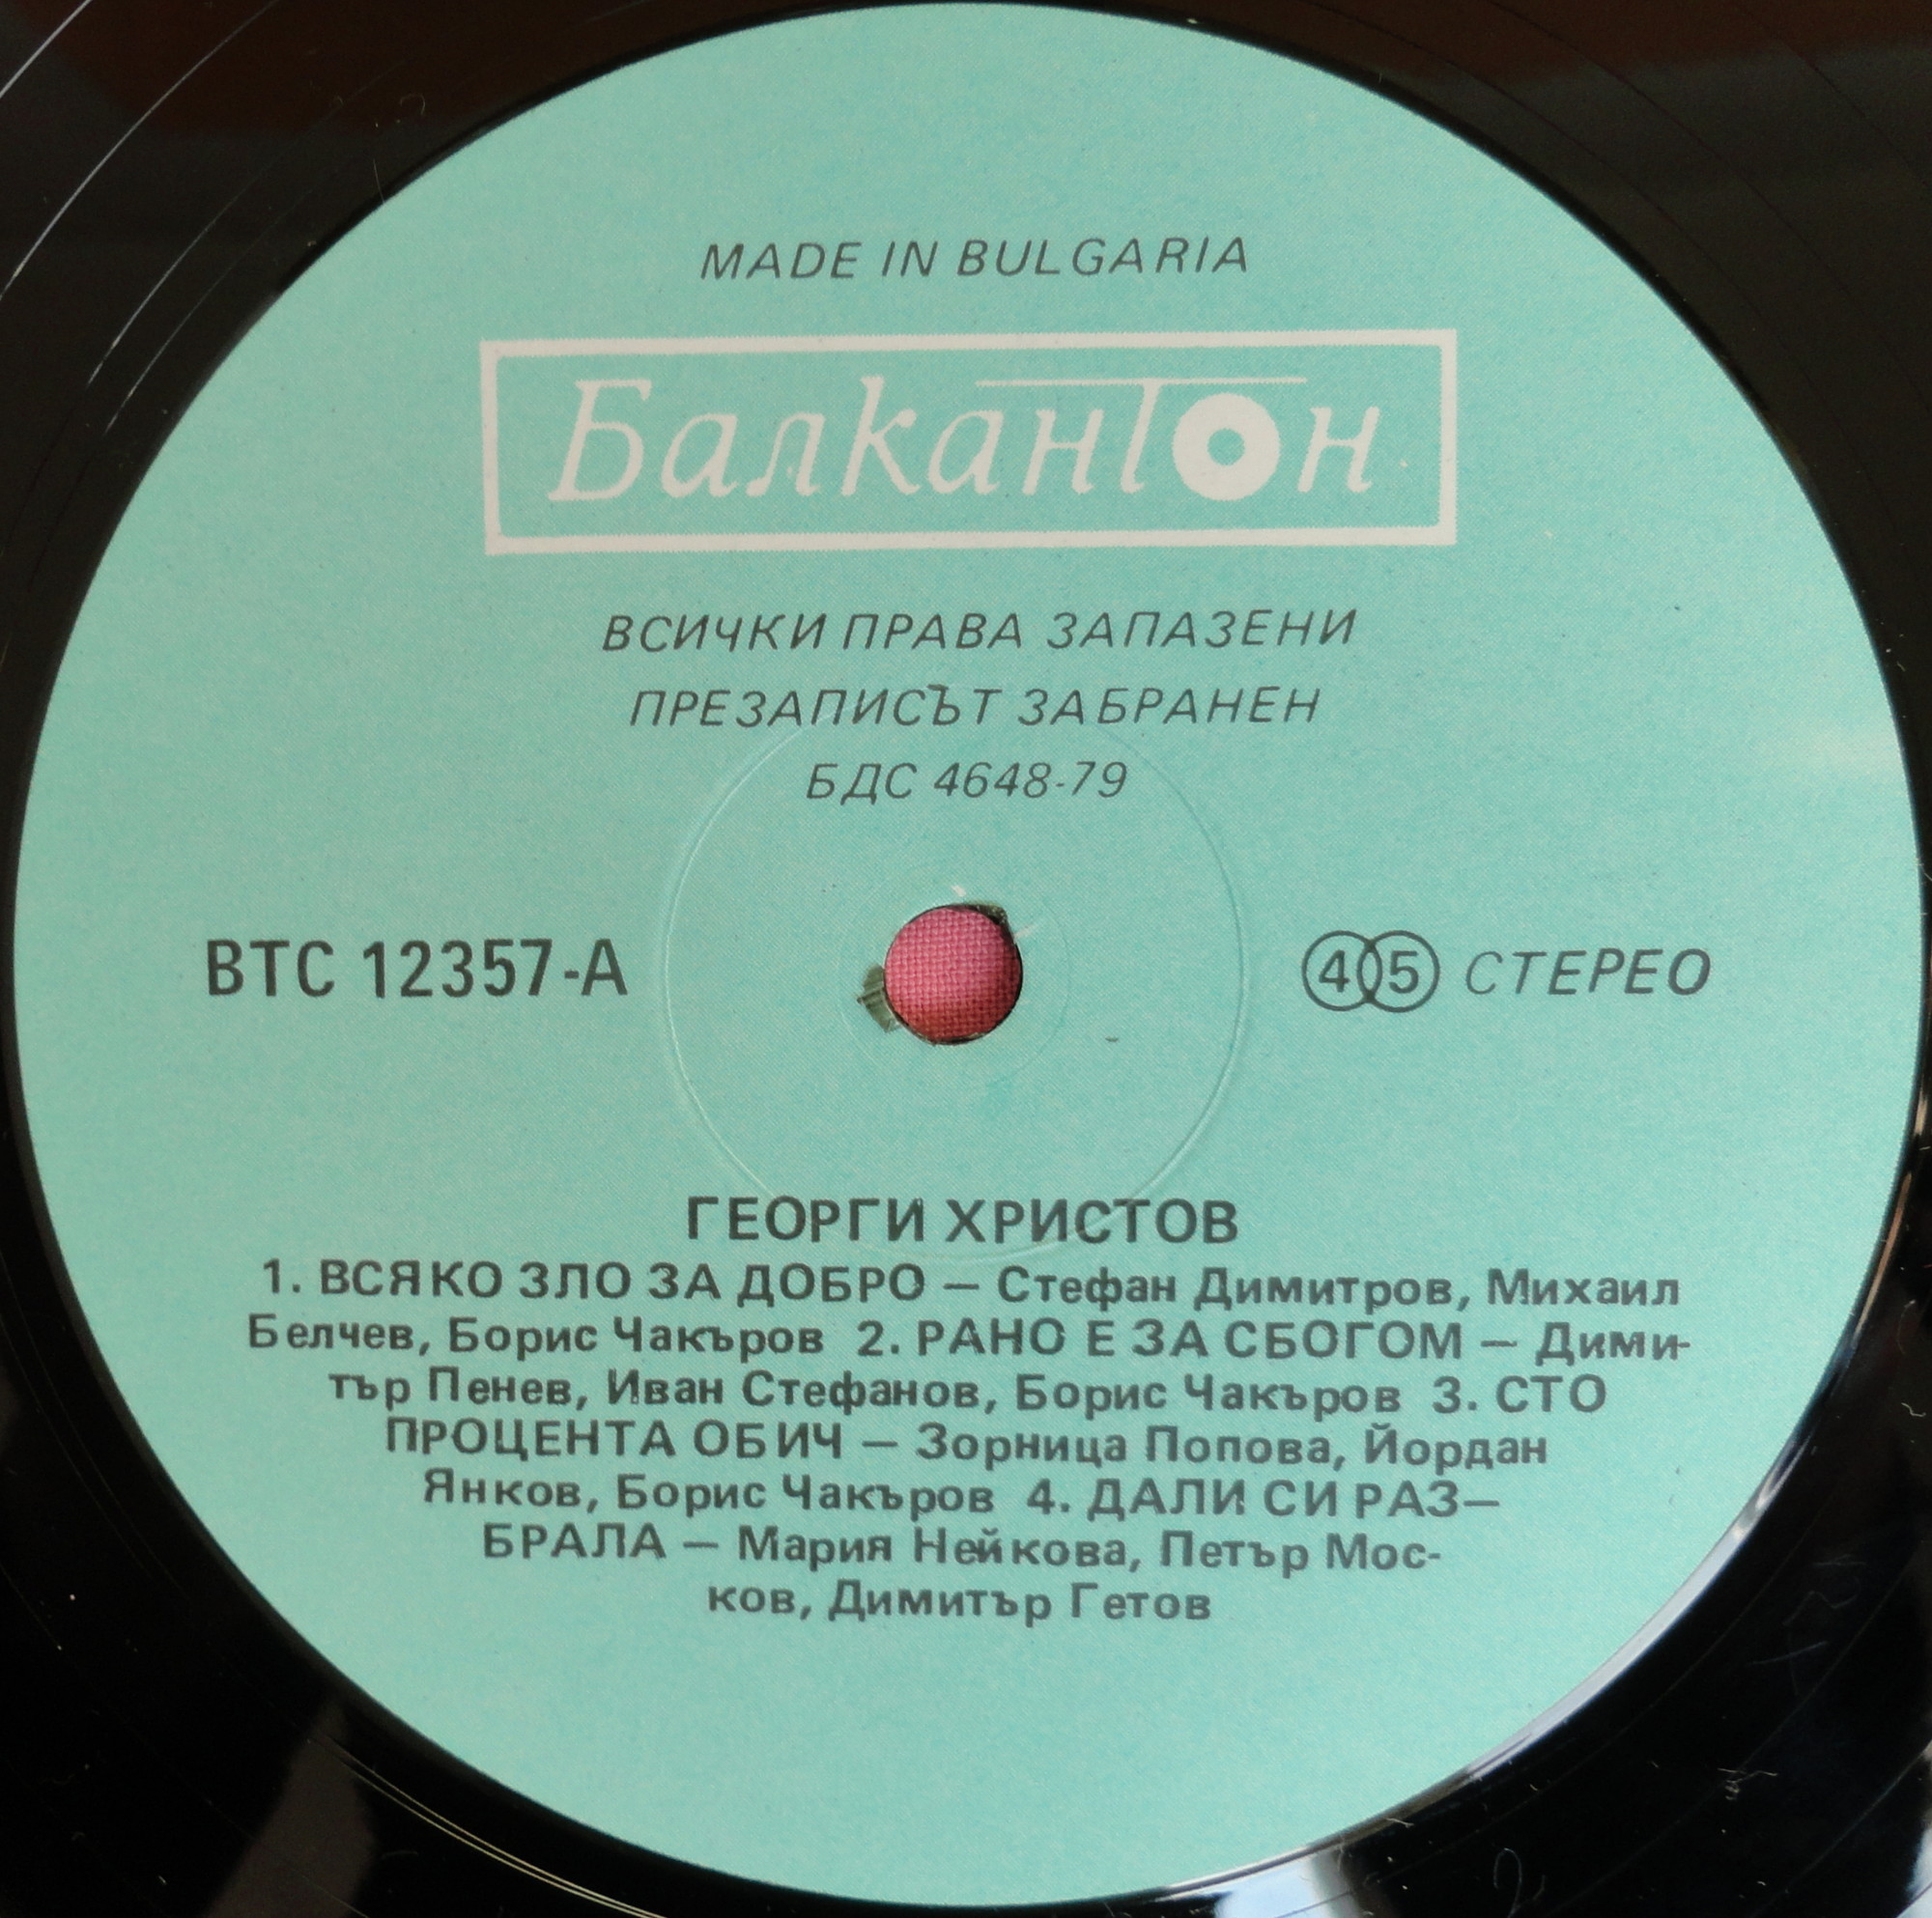 MADE IN BULGARIA
Балкантон
ВСИЧКИ ПРАВА ЗАПАЗЕНИ
ПРЕЗАПИСЪТ ЗАБРАНЕН
БДС 4648-79
ВТС 12357-А
45 СТЕРЕО
ГЕОРГИ ХРИСТОВ
1. ВСЯКО ЗЛО ЗА ДОБРО — Стефан Димитров, Михаил
Белчев, Борис Чакъров 2. РАНО Е ЗА СБОГОМ — Дими-
тър Пенев, Иван Стефанов, Борис Чакъров 3. СТО
ПРОЦЕНТА ОБИЧ — Зорница Попова, Йордан
Янков, Борис Чакъров 4. ДАЛИ СИ РАЗ—
БРАЛА — Мария Нейкова, Петър Мос-
ков, Димитър Гетов